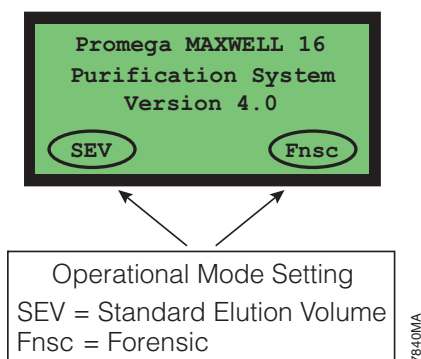 Promega MAXWELL 16
Purification System
Version 4.0
SEV Fnsc
Operational Mode Setting
SEV = Standard Elution Volume
Fnsc = Forensic
7840MA